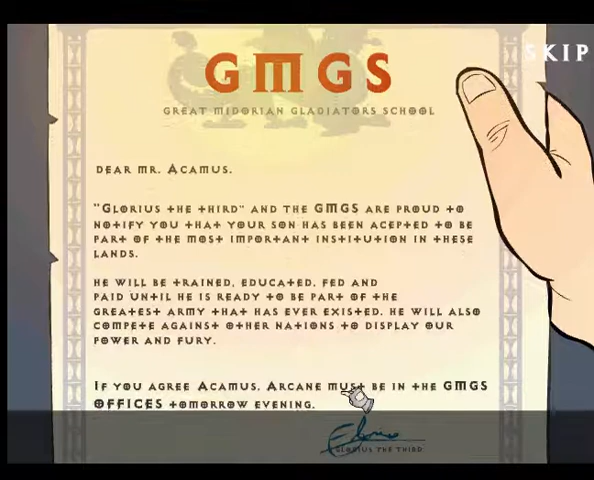 SKIP
GMGS
GREAT MIDORIAN GLADIATORS SCHOOL
DEAR MR. ACAMUS.
"GLORIUS THE THIRD" AND THE GMGS ARE PROUD TO
NOTIFY YOU THAT YOUR SON HAS BEEN ACEPTED TO BE
PART OF THE MOST IMPORTANT INSTITUTION IN THESE
LANDS.
HE WILL BE TRAINED, EDUCATED, FED AND
PAID UNTIL HE IS READY TO BE PART OF THE
GREATEST ARMY THAT HAS EVER EXISTED. HE WILL ALSO
COMPETE AGAINST OTHER NATIONS TO DISPLAY OUR
POWER AND FURY.
IF YOU AGREE ACAMUS, ARCANE MUST BE IN THE GMGS
OFFICES TOMORROW EVENING.
GLORIUS THE THIRD